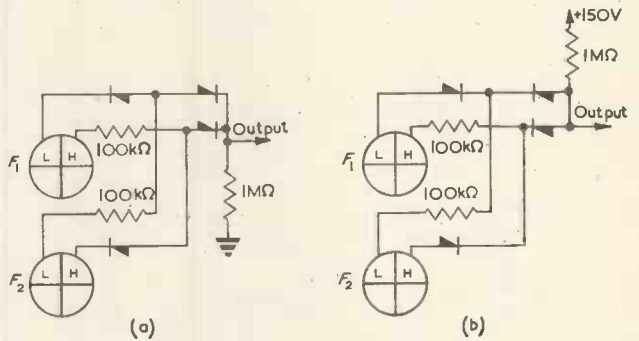 +150V
1MΩ
Output
F₁
L
H
100kΩ
100kΩ
1MΩ
F₂
L
H
(a)
Output
F₁
L
H
100kΩ
100kΩ
F₂
L
H
(b)